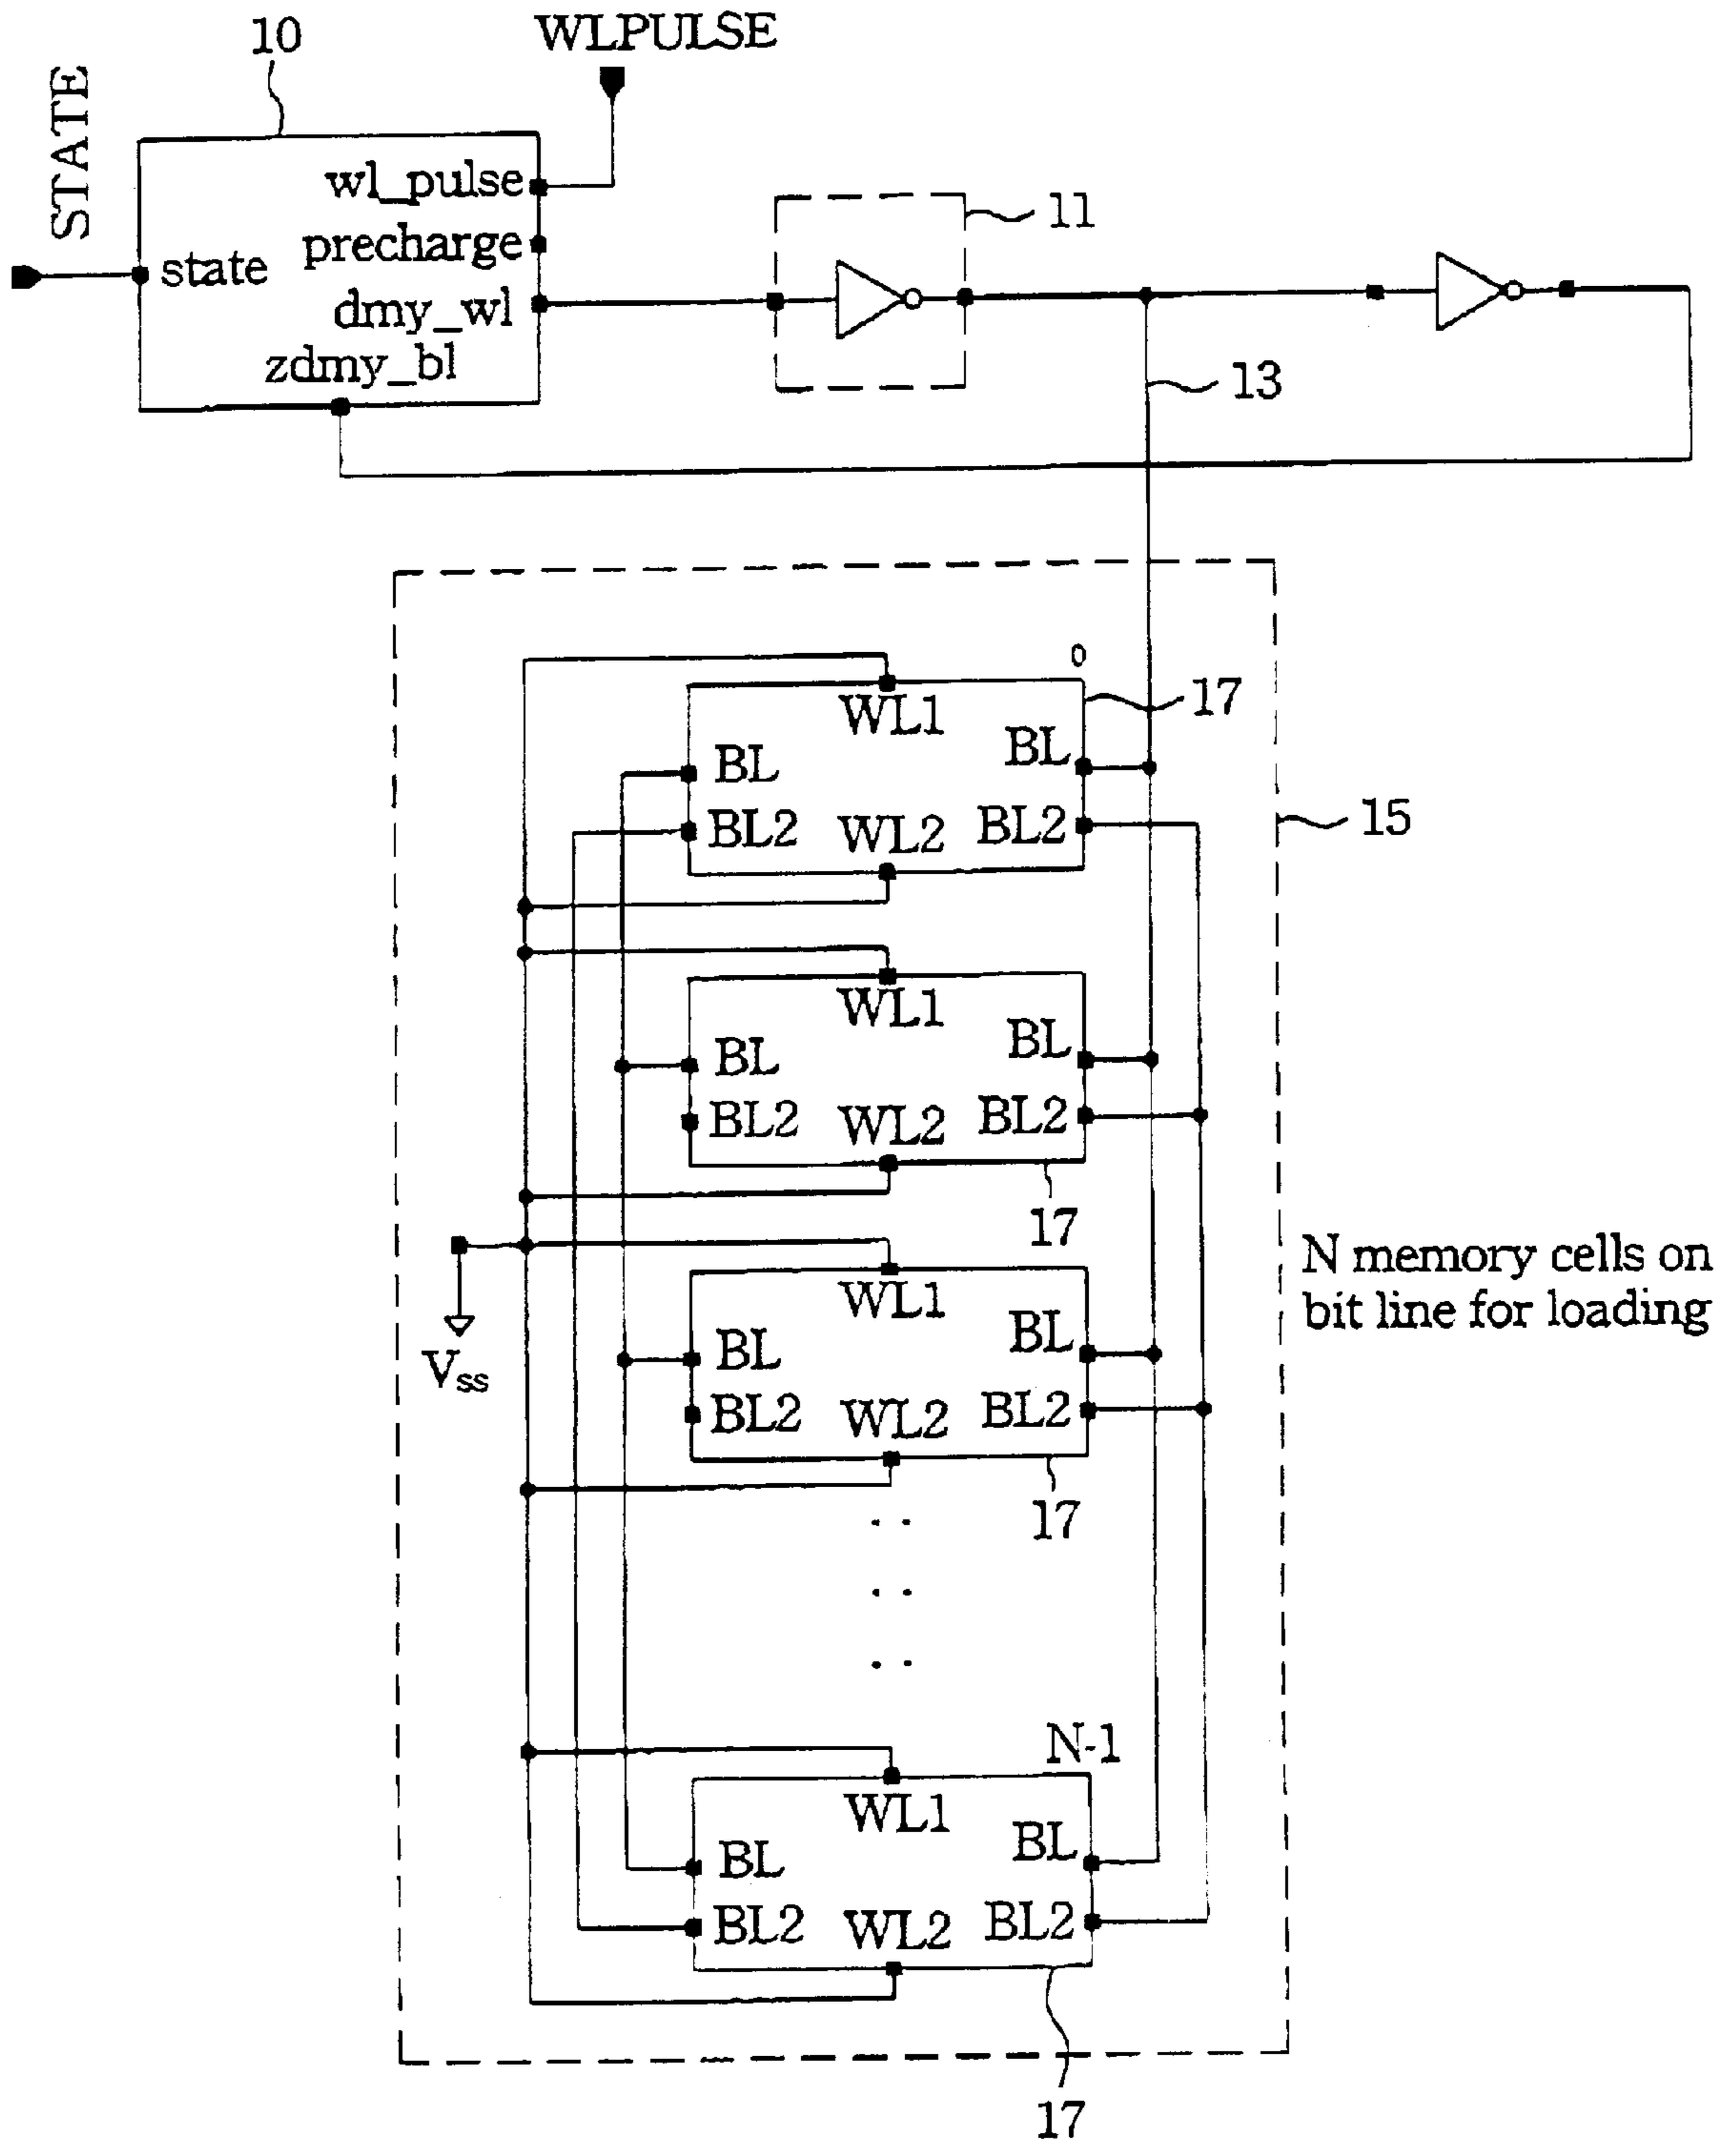 10
WLPULSE
STATE
wl_pulse
precharge
state
dmy_wl
zdmy_bl
11
13
0
17
WL1
BL
BL
BL2
WL2
BL2
15
WL1
BL
BL
BL2
WL2
BL2
17
N memory cells on
bit line for loading
WL1
BL
BL
BL2
WL2
BL2
Vss
17
N-1
WL1
BL
BL
BL2
WL2
BL2
17